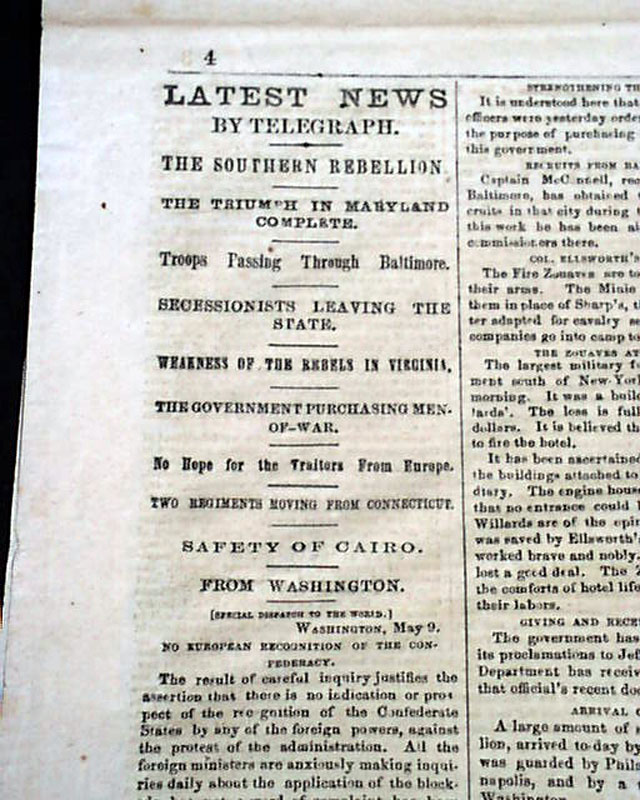 4
LATEST NEWS
BY TELEGRAPH.
THE SOUTHERN REBELLION
THE TRIUMPH IN MARYLAND
COMPLETE.
Troops Passing Through Baltimore.
SECESSIONISTS LEAVING THE
STATE.
WEAKNESS OF THE REBELS IN VIRGINIA.
THE GOVERNMENT PURCHASING MEN-
OF-WAR.
No Hope for the Traitors From Europe.
TWO REGIMENTS MOVING FROM CONNECTICUT.
SAFETY OF CAIRO.
FROM WASHINGTON.
[SPECIAL DISPATCH TO THE WORLD.]
WASHINGTON, May 9.
NO EUROPEAN RECOGNITION OF THE CON-
FEDERACY.
The result of careful inquiry justifies the
assertion that there is no indication or pros
pect of the recognition of the Confederate
States by any of the foreign powers, against
the protest of the administration. All the
foreign ministers are anxiously making inqui-
ries daily about the application of the block-
STRENGTHENING TH
It is understood here that
officers were yesterday orde
the purpose of purchasing
this government.
RECRUITS FROM BA
Captain McConnell, rec
Baltimore, has obtained
cruits in that city during
this work he has been ai
commissioners there.
COL. ELLSWORTH'S
The Fire Zouaves are to
their arms. The Minie
them in place of Sharp's, t
ter adapted for cavalry se
companies go into camp to
THE ZOUAVES AT
The largest military f
ment south of New-York
morning. It was a build
lards'. The loss is full
dollars. It is believed th
to fire the hotel.
It has been ascertained
the buildings attached to
diary. The engine hous
that no entrance could b
Willards are of the opin
was saved by Ellsworth's
worked brave and nobly.
lost a good deal. The Z
the comforts of hotel life
their labors.
GIVING AND RECE
The government has
its proclamations to Jef
Department has receiv
that official's recent do
ARRIVAL O
A large amount of s
lion, arrived to-day by
was guarded by Phila
napolis, and by a
Washington